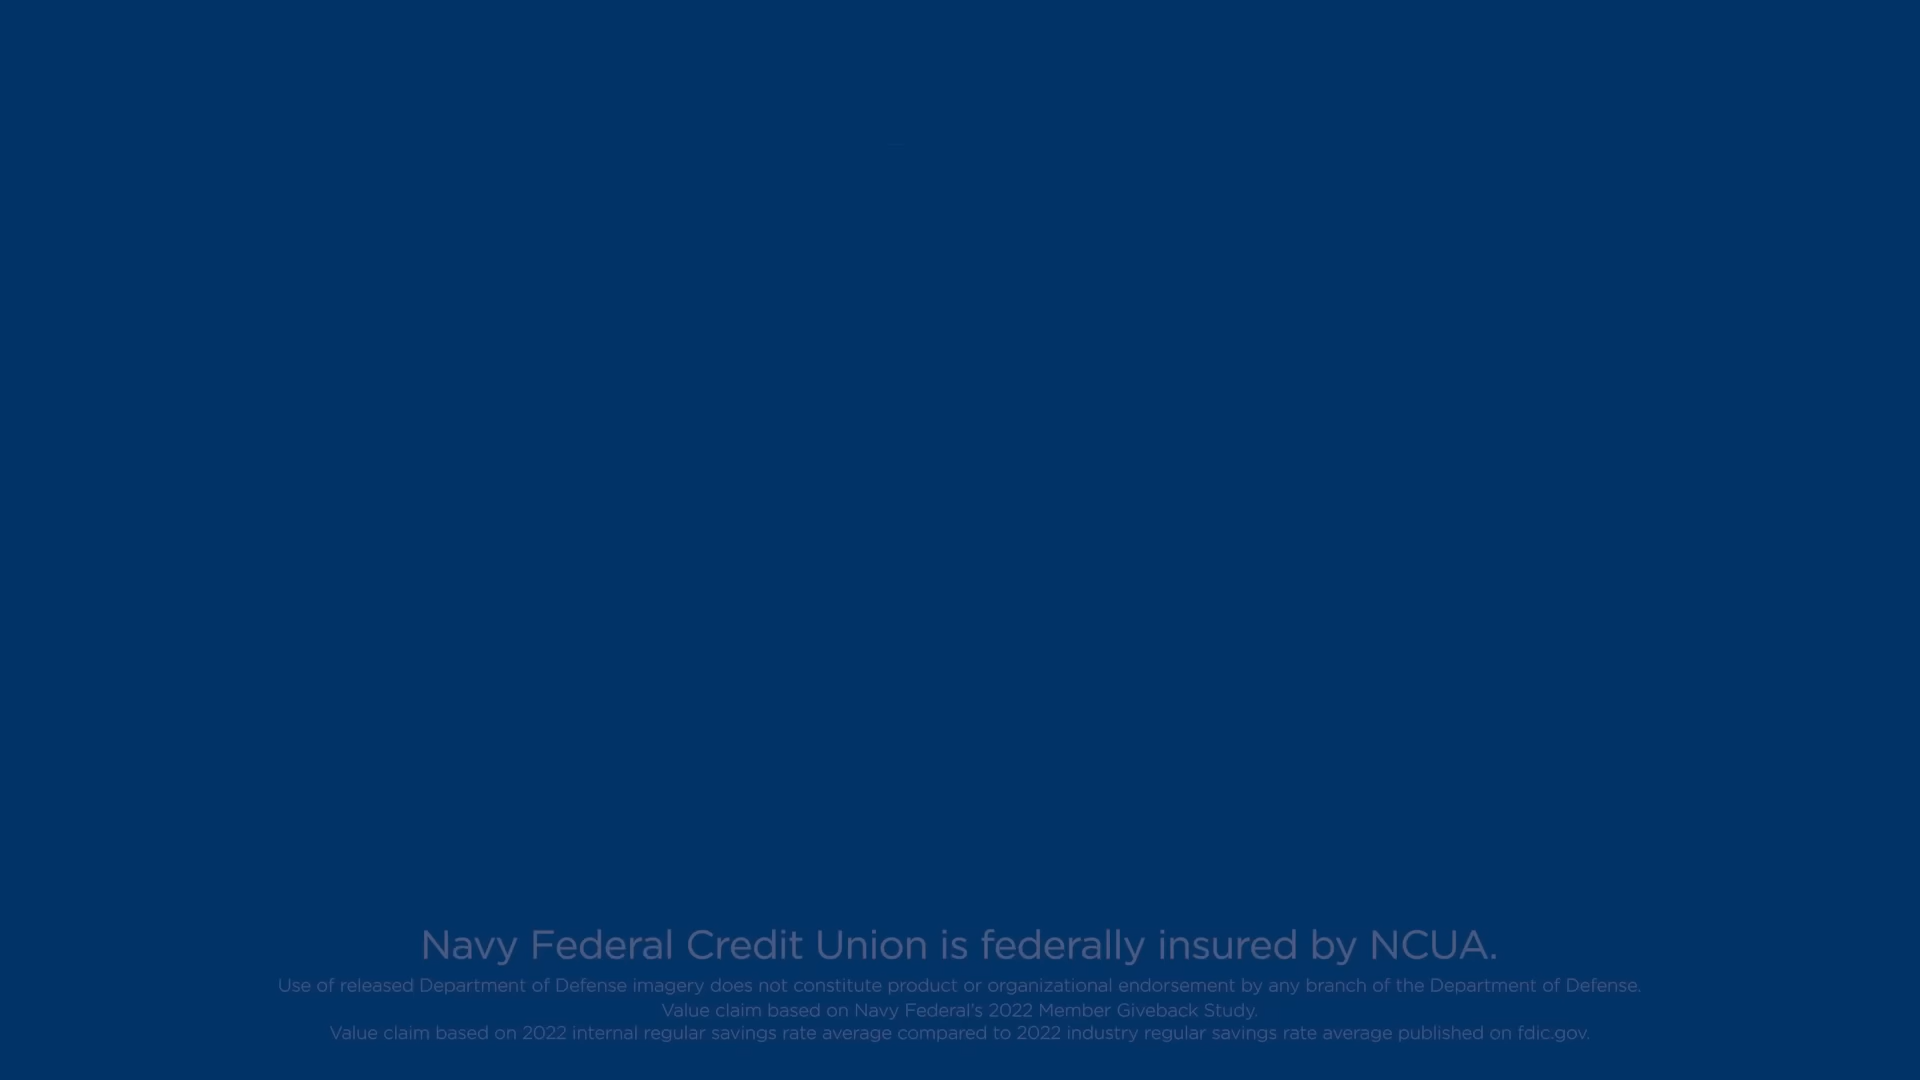 Navy Federal Credit Union is federally insured by NCUA.
Use of released Department of Defense imagery does not constitute product or organizational endorsement by any branch of the Department of Defense.
Value claim based on Navy Federal's 2022 Member Giveback Study.
Value claim based on 2022 internal regular savings rate average compared to 2022 industry regular savings rate average published on fdic.gov.